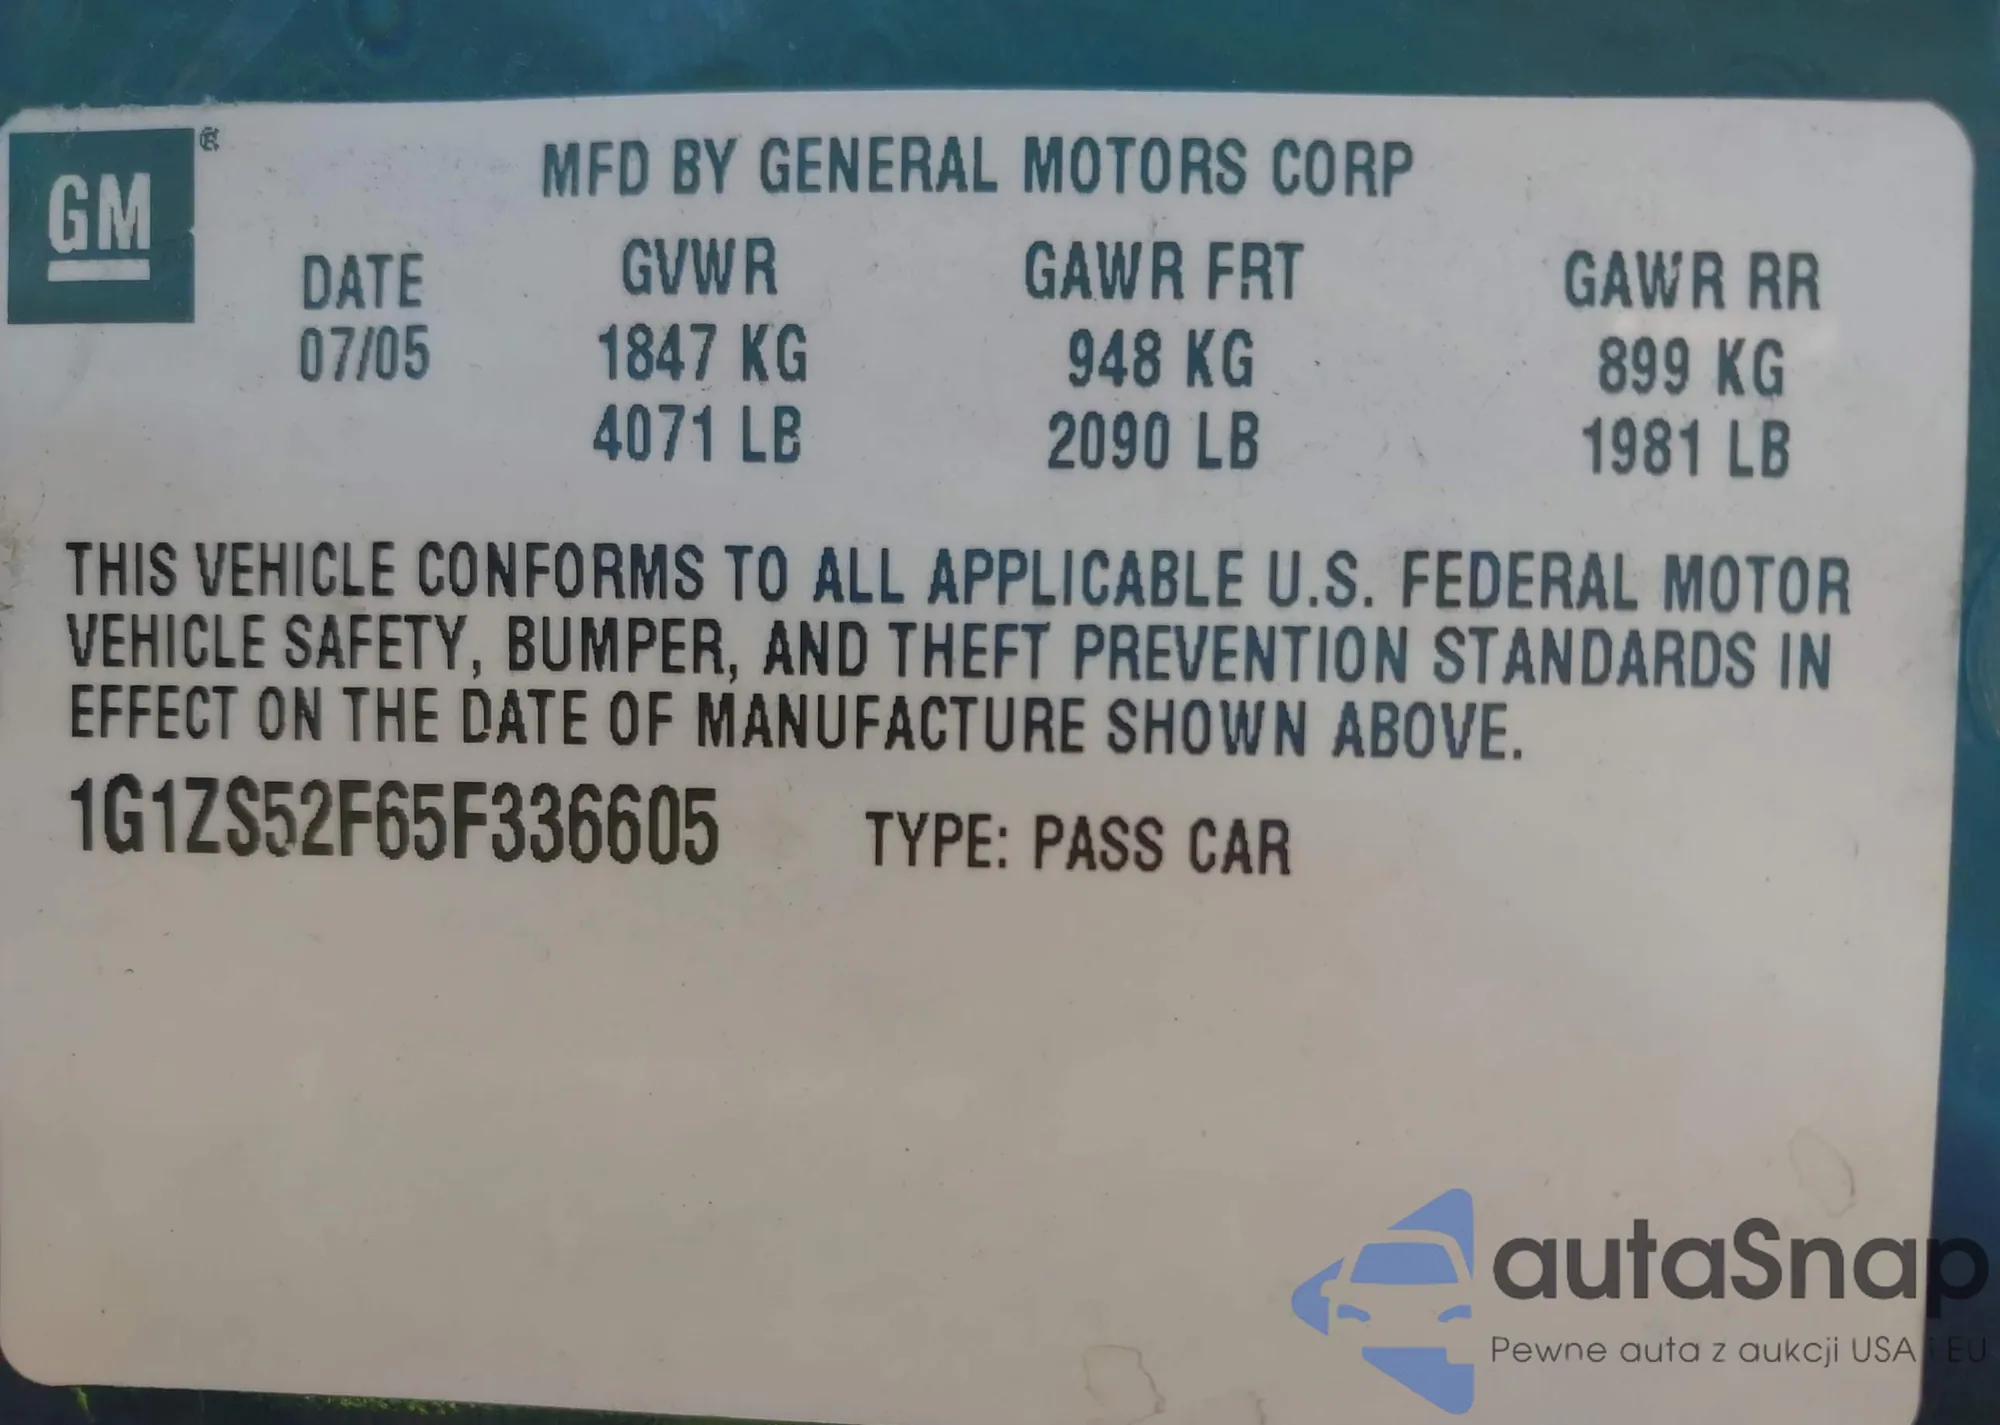 GM
®
MFD BY GENERAL MOTORS CORP
DATE GVWR GAWR FRT GAWR RR
07/05 1847 KG 948 KG 899 KG
4071 LB 2090 LB 1981 LB
THIS VEHICLE CONFORMS TO ALL APPLICABLE U.S. FEDERAL MOTOR
VEHICLE SAFETY, BUMPER, AND THEFT PREVENTION STANDARDS IN
EFFECT ON THE DATE OF MANUFACTURE SHOWN ABOVE.
1G1ZS52F65F336605 TYPE: PASS CAR
autaSnap
Pewne auta z aukcji USA i EU